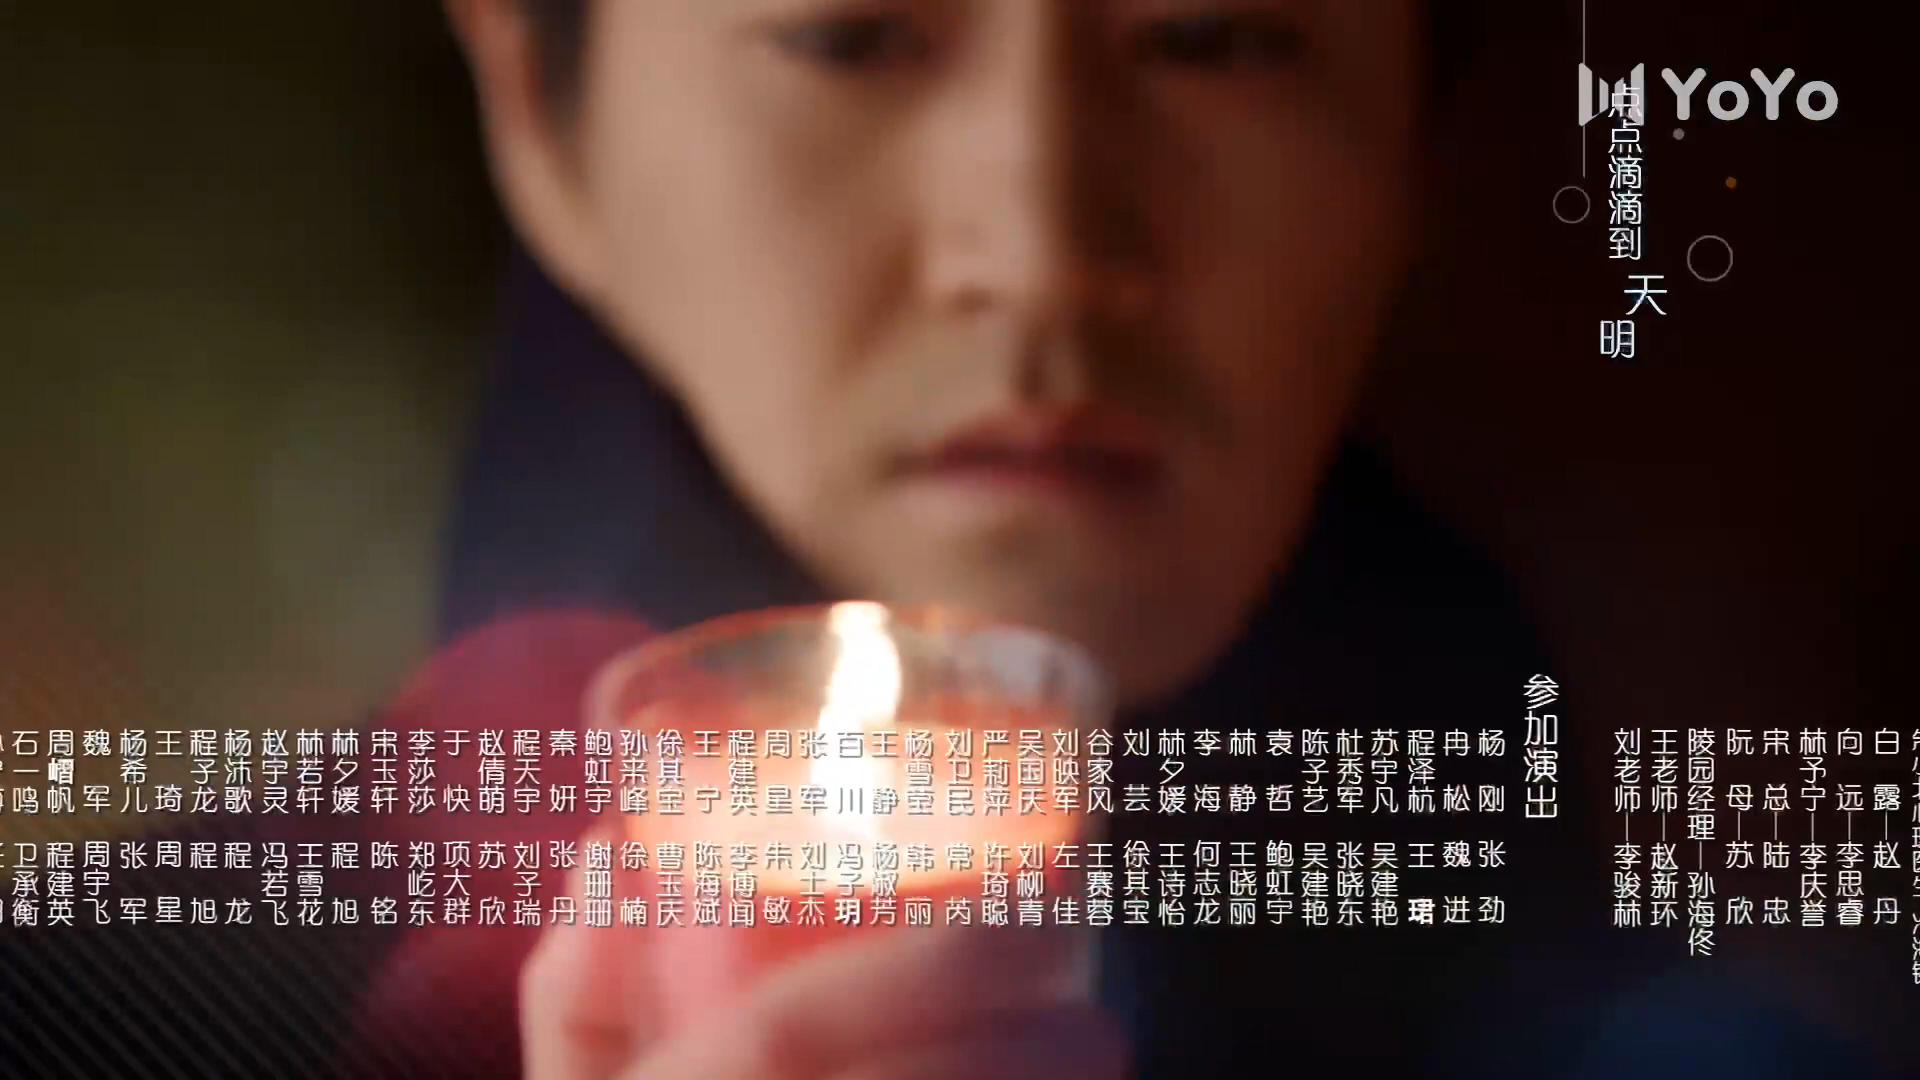 YoYo
点点滴滴到
天
明
白露—赵丹
向远—李思睿
林予宁—李庆誉
宋总—陆忠
阮母—苏欣
陵园经理—孙海佟
王老师—赵新环
刘老师—李骏林
参加演出
杨刚 张劲
冉松 魏进
程泽杭 王珺
苏宇凡 吴建艳
杜秀军 张晓东
陈子艺 吴建艳
袁哲 鲍虹宇
林静 王晓丽
李海 何志龙
林夕媛 王诗怡
刘芸 徐其宝
谷家风 王赛蓉
刘映军 左佳
吴国庆 刘柳青
严莉萍 许琦聪
刘卫民 常芮
杨雪莹 韩丽
王静 杨淑芳
百川 冯子玥
张军 刘士杰
周星 朱敏
程建英 李博闻
王宁 陈海斌
徐其宝 曹玉庆
孙来峰 徐楠
鲍虹宇 谢珊珊
秦妍 张丹
程天宇 刘子瑞
赵倩萌 苏欣
于快 项大群
李莎莎 郑屹东
宋玉轩 陈铭
林夕媛 程旭
林若轩 王雪花
赵宇灵 冯若飞
杨沛歌 程龙
程子龙 程旭
王琦 周星
杨希儿 张军
魏军 周宇飞
周嶍帆 程建英
石一鸣 卫承衡